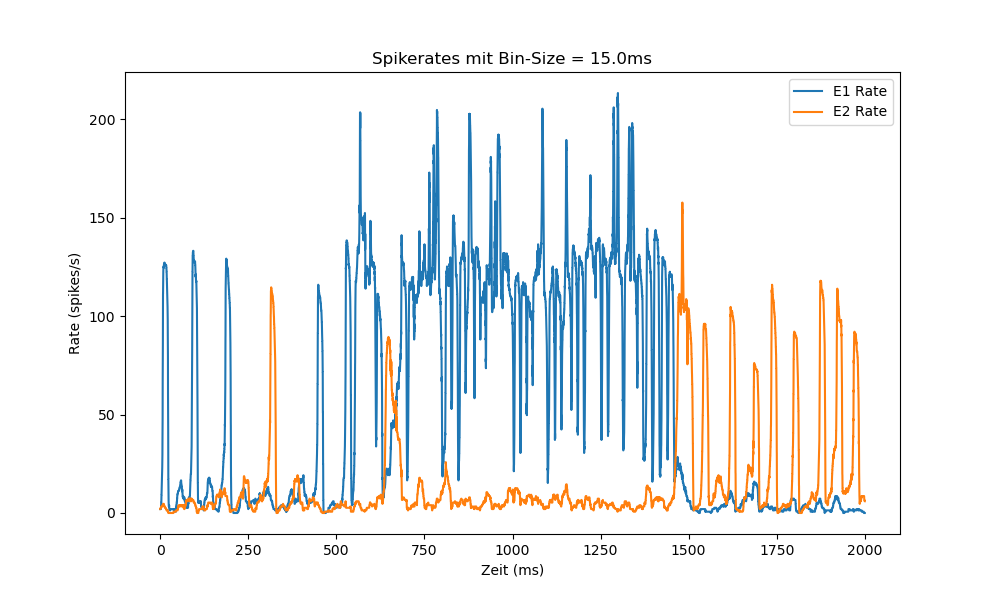 Spikerates mit Bin-Size = 15.0ms
E1 Rate
E2 Rate
Rate (spikes/s)
200
150
100
50
0
0 250 500 750 1000 1250 1500 1750 2000
Zeit (ms)